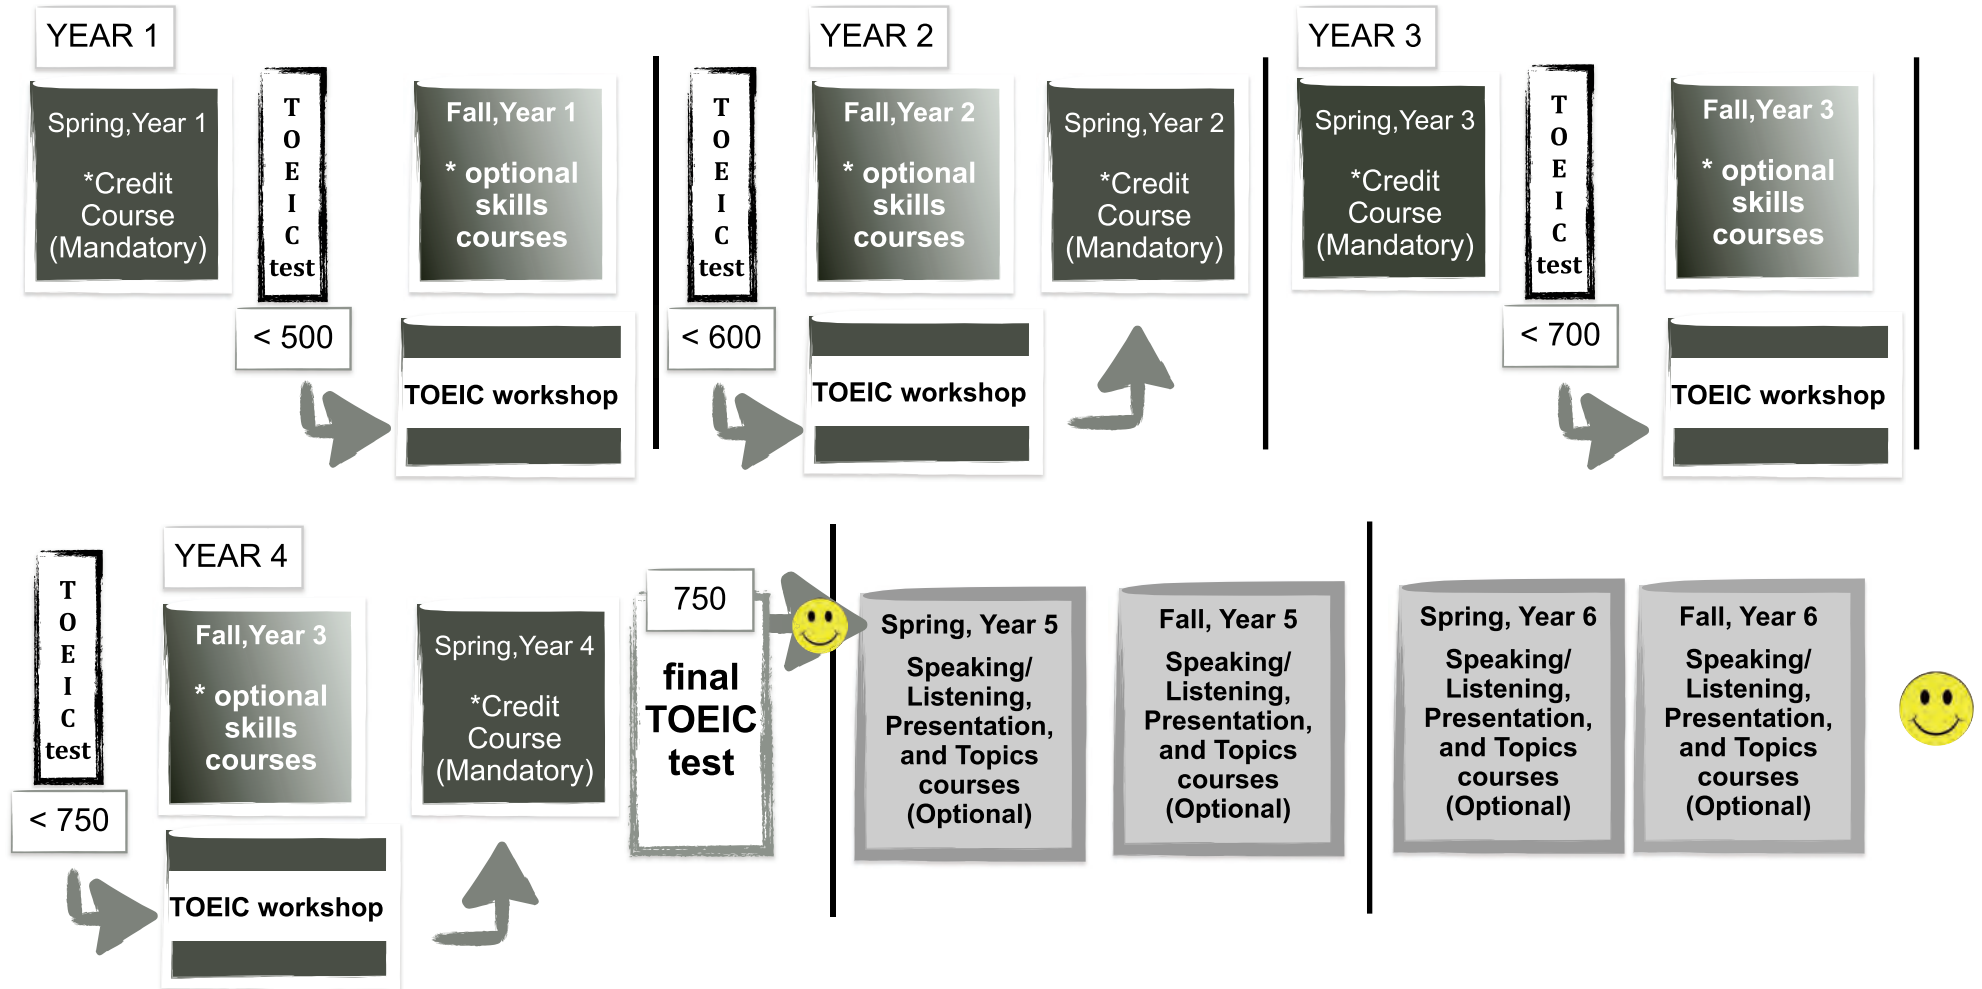 YEAR 1
Spring,Year 1
*Credit
Course
(Mandatory)
T
O
E
I
C
test
< 500
Fall,Year 1
* optional
skills
courses
TOEIC workshop
T
O
E
I
C
test
< 600
YEAR 2
Fall,Year 2
* optional
skills
courses
TOEIC workshop
Spring,Year 2
*Credit
Course
(Mandatory)
YEAR 3
Spring,Year 3
*Credit
Course
(Mandatory)
T
O
E
I
C
test
< 700
Fall,Year 3
* optional
skills
courses
TOEIC workshop
T
O
E
I
C
test
< 750
YEAR 4
Fall,Year 3
* optional
skills
courses
TOEIC workshop
Spring,Year 4
*Credit
Course
(Mandatory)
750
final
TOEIC
test
Spring, Year 5
Speaking/
Listening,
Presentation,
and Topics
courses
(Optional)
Fall, Year 5
Speaking/
Listening,
Presentation,
and Topics
courses
(Optional)
Spring, Year 6
Speaking/
Listening,
Presentation,
and Topics
courses
(Optional)
Fall, Year 6
Speaking/
Listening,
Presentation,
and Topics
courses
(Optional)